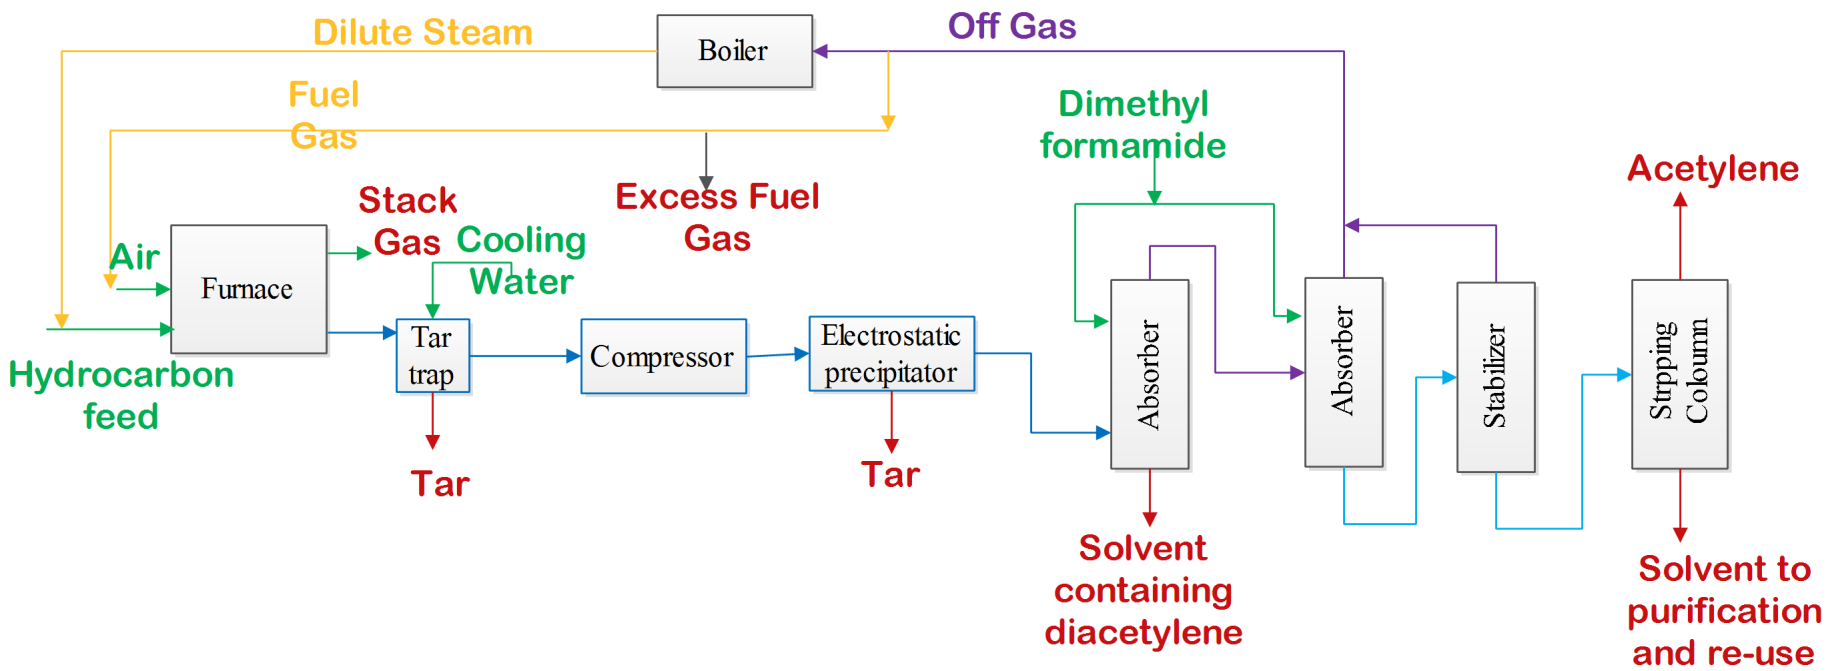 Dilute Steam
Boiler
Off Gas
Fuel
Gas
Dimethyl
formamide
Stack
Gas
Excess Fuel
Gas
Acetylene
Air
Cooling
Water
Furnace
Hydrocarbon
feed
Tar
trap
Compressor
Electrostatic
precipitator
Absorber
Absorber
Stabilizer
Strpping
Coloumn
Tar
Tar
Solvent
containing
diacetylene
Solvent to
purification
and re-use